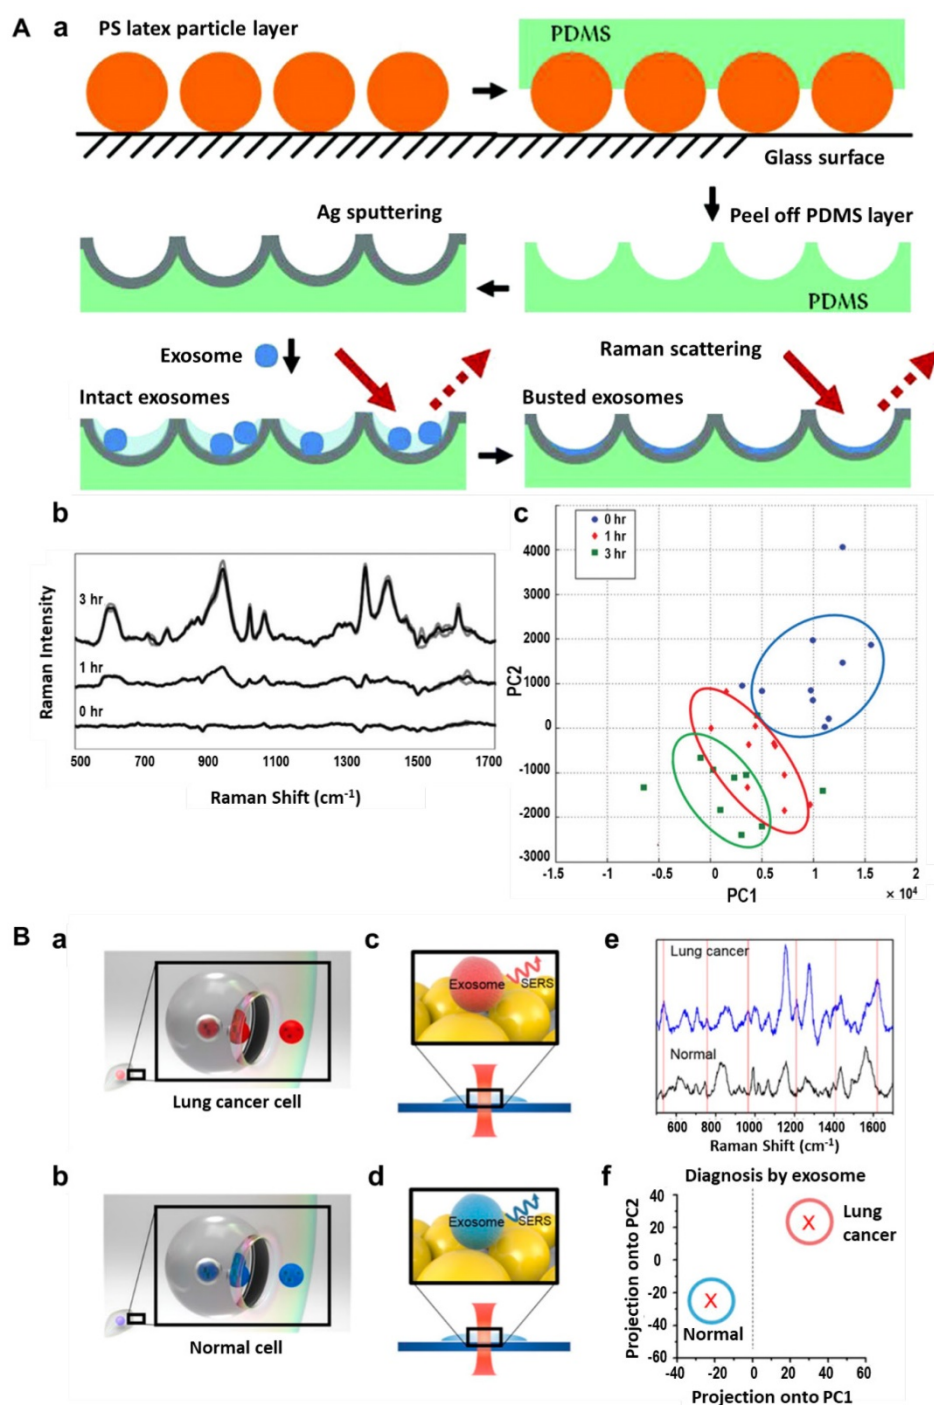 A a
PS latex particle layer
PDMS
Glass surface
Ag sputtering
Peel off PDMS layer
PDMS
Exosome
Raman scattering
Intact exosomes
Busted exosomes
b
Raman Intensity
3 hr
1 hr
0 hr
500 700 900 1100 1300 1500 1700
Raman Shift (cm⁻¹)
c
0 hr
1 hr
3 hr
PC2
4000
3000
2000
1000
0
-1000
-2000
-3000
-1.5 -1 -0.5 0 0.5 1 1.5 2
× 10⁴
PC1
B a
Lung cancer cell
b
Normal cell
c
Exosome
SERS
d
Exosome
SERS
e
Lung cancer
Normal
600 800 1000 1200 1400 1600
Raman Shift (cm⁻¹)
f
Diagnosis by exosome
Projection onto PC2
40
20
0
-20
-40
-60
Lung
cancer
Normal
-40 -20 0 20 40 60
Projection onto PC1